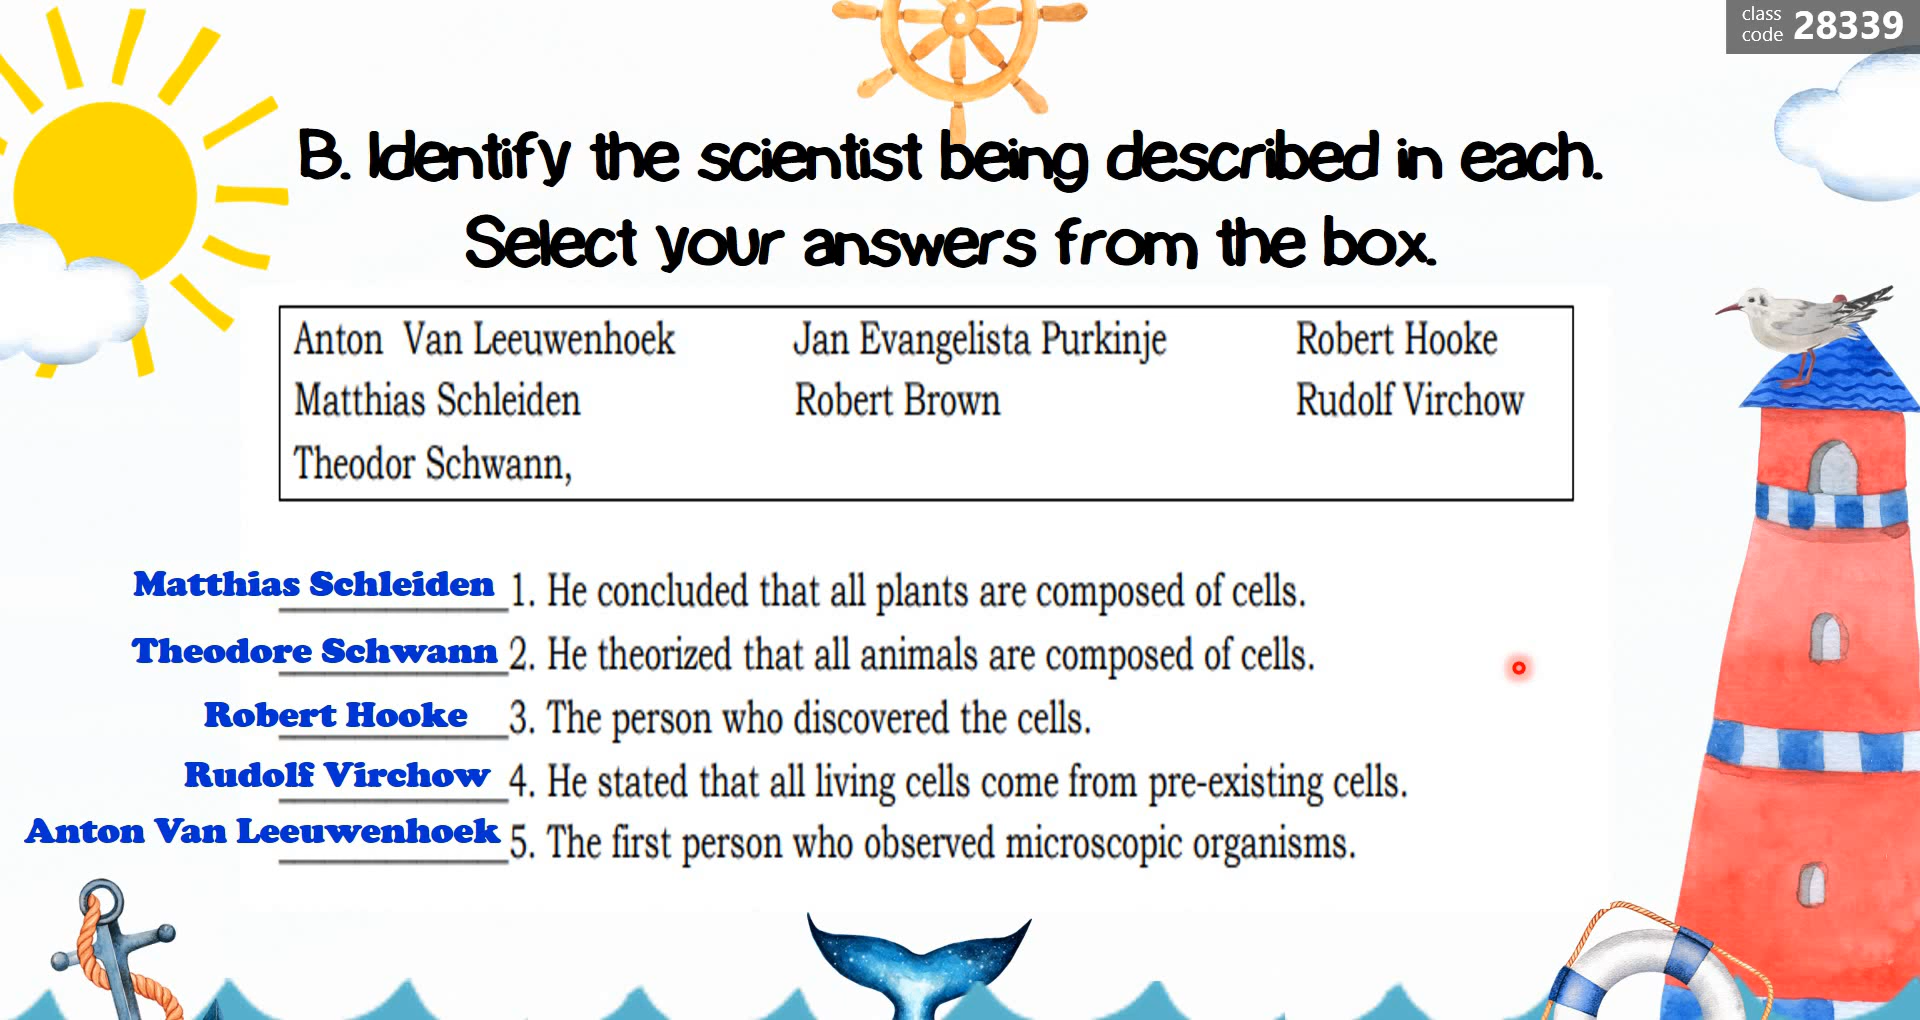 class
code 28339
B. Identify the scientist being described in each.
Select your answers from the box.
Anton Van Leeuwenhoek Jan Evangelista Purkinje Robert Hooke
Matthias Schleiden Robert Brown Rudolf Virchow
Theodor Schwann,
Matthias Schleiden 1. He concluded that all plants are composed of cells.
Theodore Schwann 2. He theorized that all animals are composed of cells.
Robert Hooke 3. The person who discovered the cells.
Rudolf Virchow 4. He stated that all living cells come from pre-existing cells.
Anton Van Leeuwenhoek 5. The first person who observed microscopic organisms.